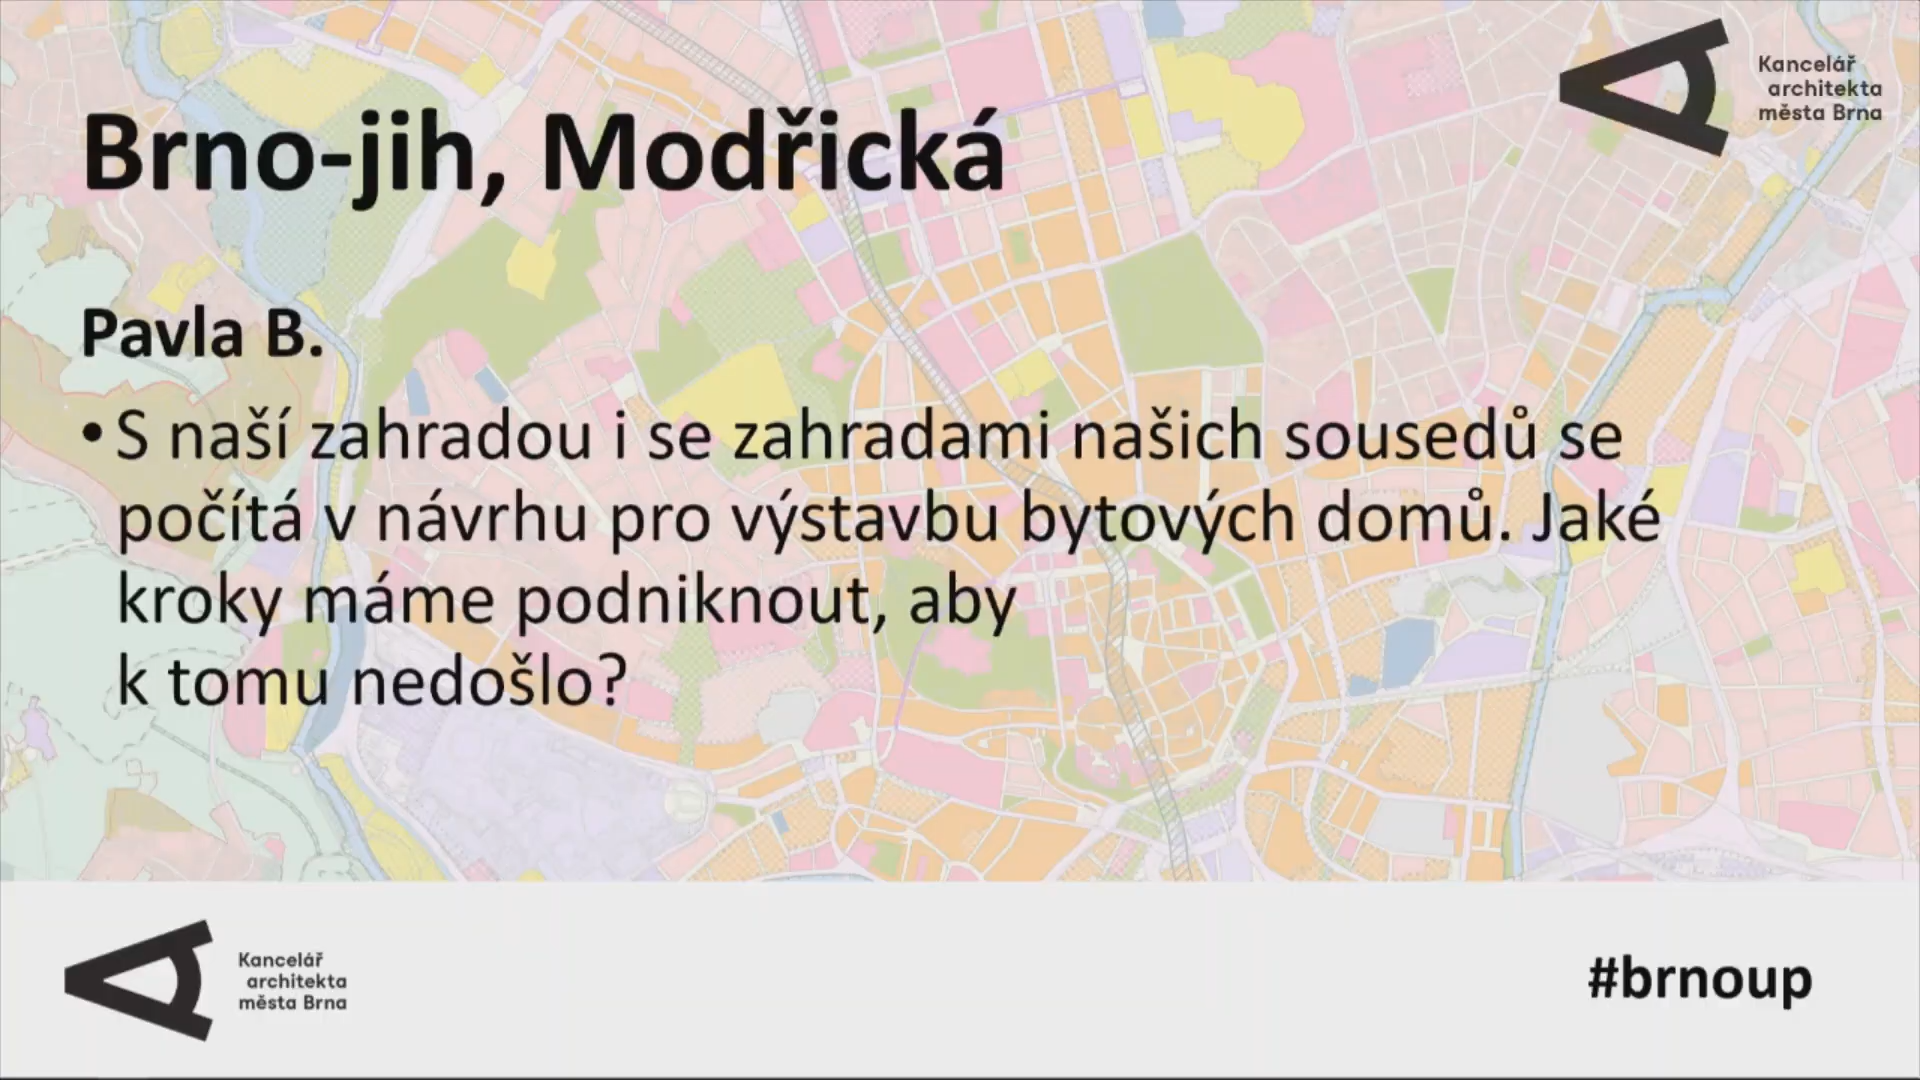 Kancelář
architekta
města Brna
Brno-jih, Modřická
Pavla B.
• S naší zahradou i se zahradami našich sousedů se
počítá v návrhu pro výstavbu bytových domů. Jaké
kroky máme podniknout, aby
k tomu nedošlo?
Kancelář
architekta
města Brna
#brnoup